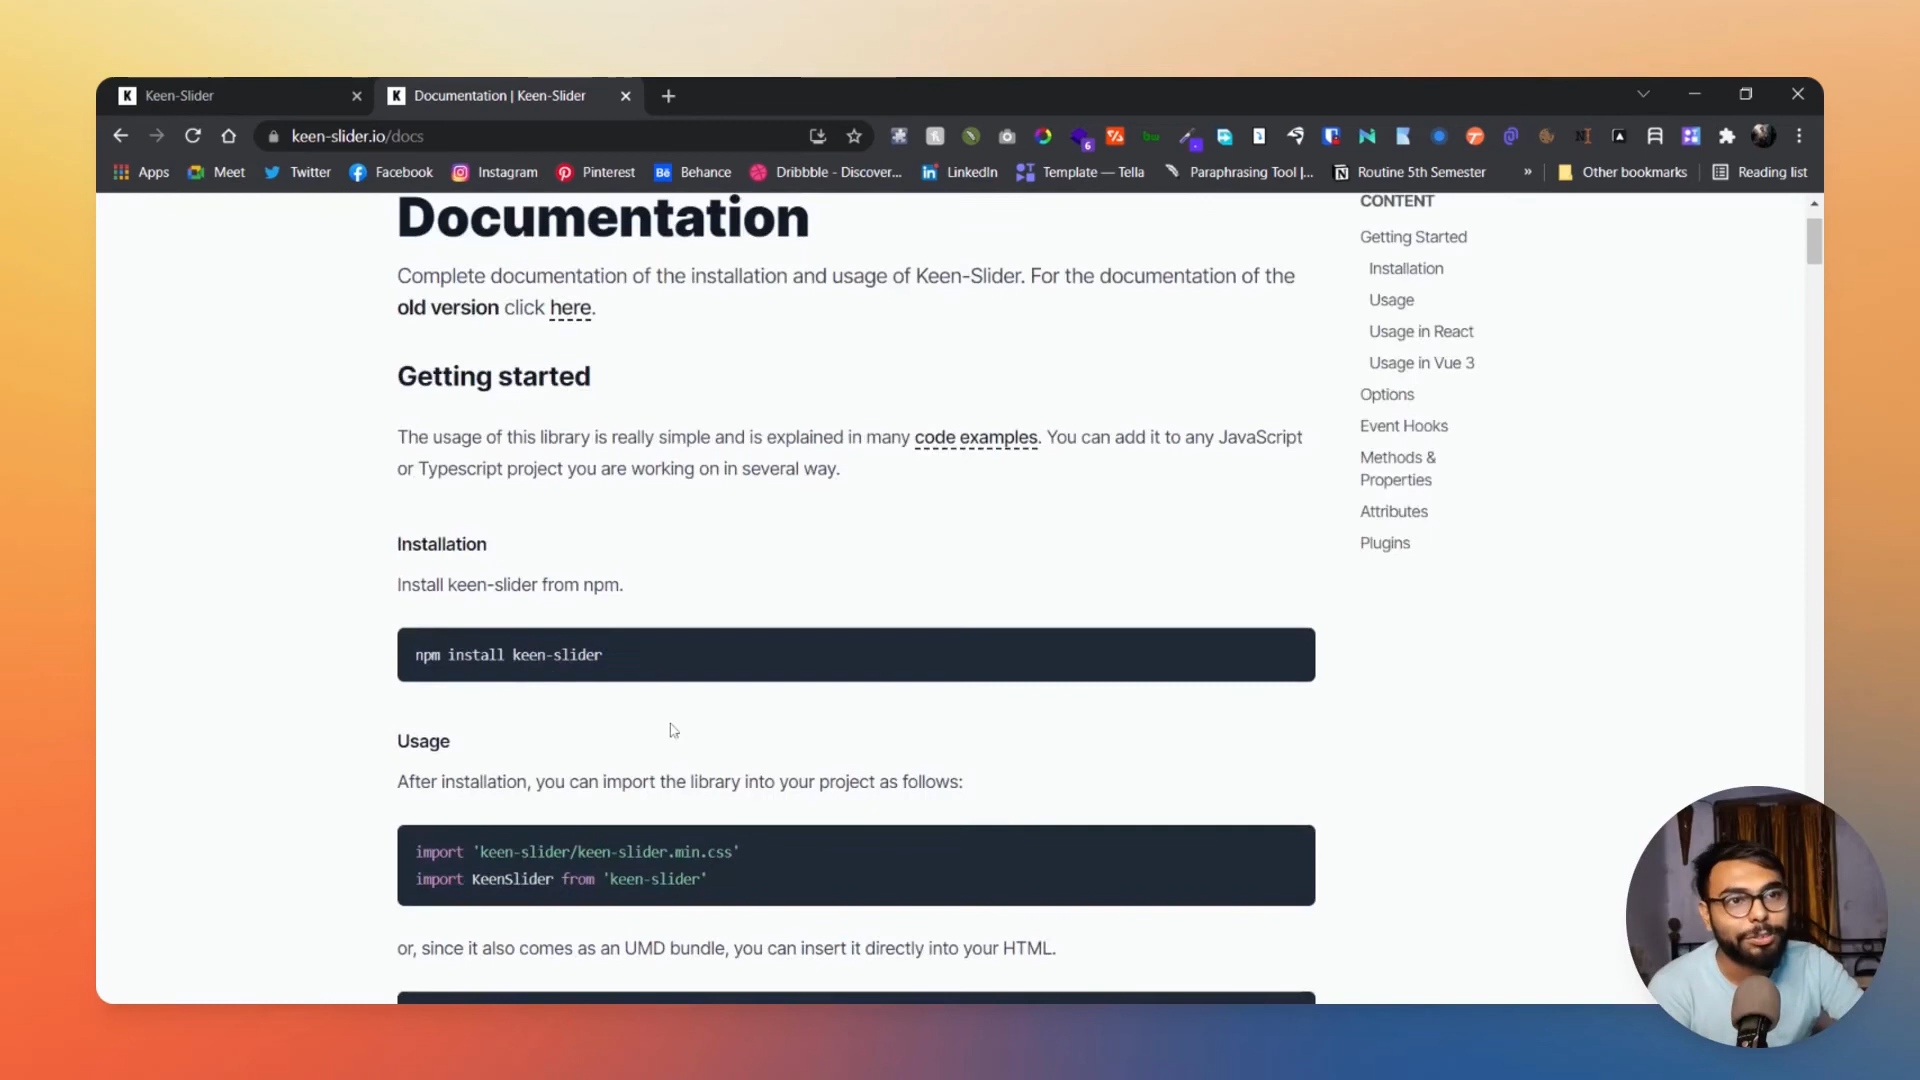 K Keen-Slider
K Documentation | Keen-Slider
keen-slider.io/docs
6
Apps
Meet
Twitter
Facebook
Instagram
Pinterest
Bē Behance
Dribbble - Discover...
in LinkedIn
Template — Tella
Paraphrasing Tool |...
Routine 5th Semester
»
Other bookmarks
Reading list
Documentation
Complete documentation of the installation and usage of Keen-Slider. For the documentation of the
old version click here.
Getting started
The usage of this library is really simple and is explained in many code examples. You can add it to any JavaScript
or Typescript project you are working on in several way.
Installation
Install keen-slider from npm.
npm install keen-slider
Usage
After installation, you can import the library into your project as follows:
import 'keen-slider/keen-slider.min.css'
import KeenSlider from 'keen-slider'
or, since it also comes as an UMD bundle, you can insert it directly into your HTML.
CONTENT
Getting Started
Installation
Usage
Usage in React
Usage in Vue 3
Options
Event Hooks
Methods &
Properties
Attributes
Plugins